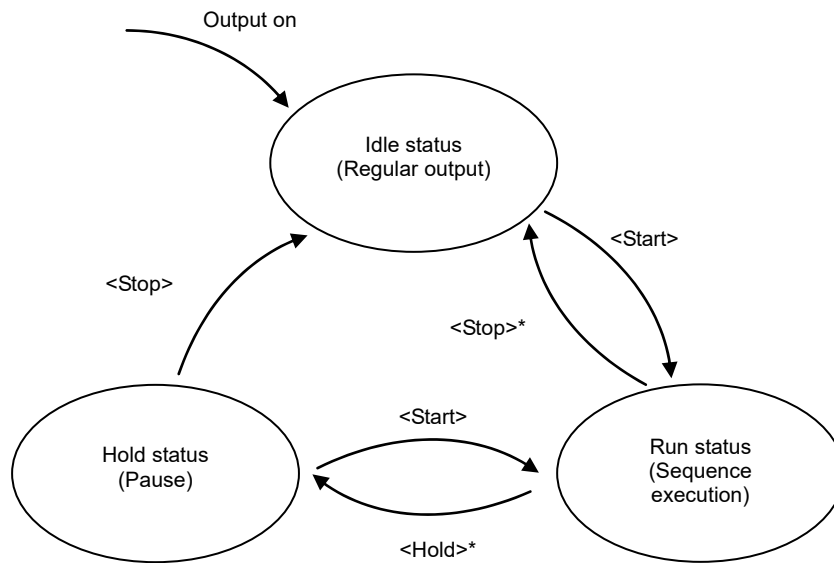 Output on
Idle status
(Regular output)
<Start>
<Stop>
<Stop>*
<Start>
Hold status
(Pause)
Run status
(Sequence
execution)
<Hold>*